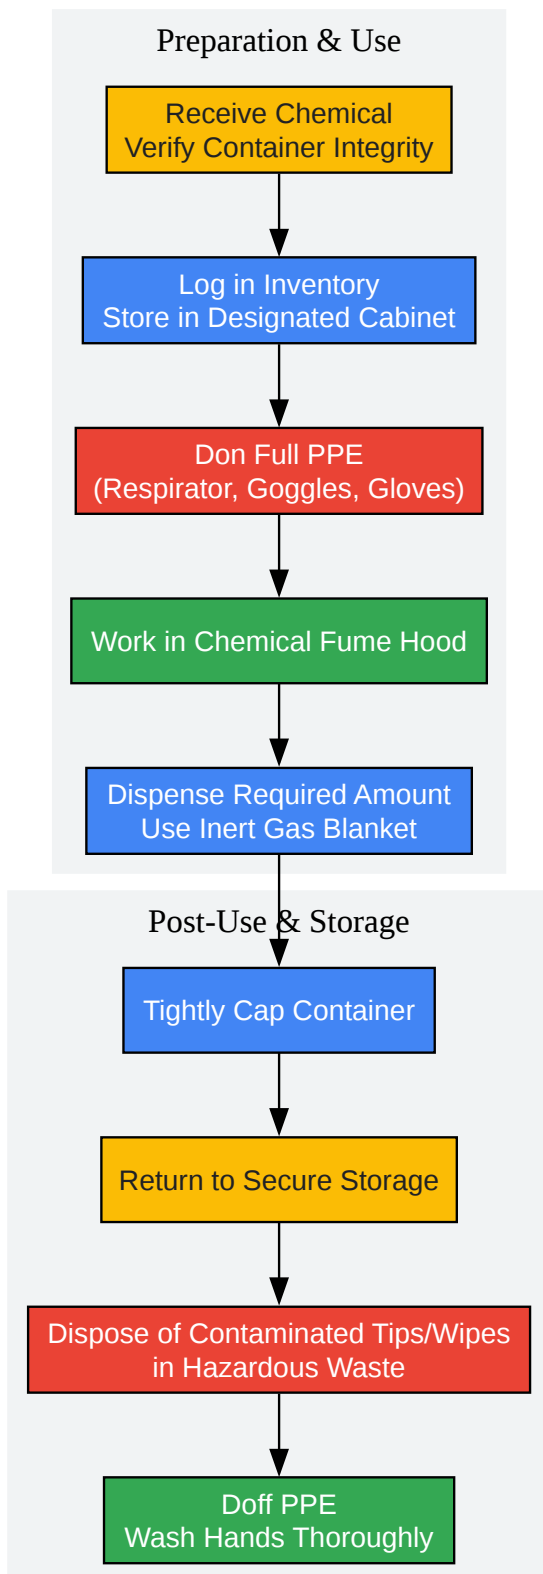 Preparation & Use
Receive Chemical
Verify Container Integrity
Log in Inventory
Store in Designated Cabinet
Don Full PPE
(Respirator, Goggles, Gloves)
Work in Chemical Fume Hood
Dispense Required Amount
Use Inert Gas Blanket
Post-Use & Storage
Tightly Cap Container
Return to Secure Storage
Dispose of Contaminated Tips/Wipes
in Hazardous Waste
Doff PPE
Wash Hands Thoroughly